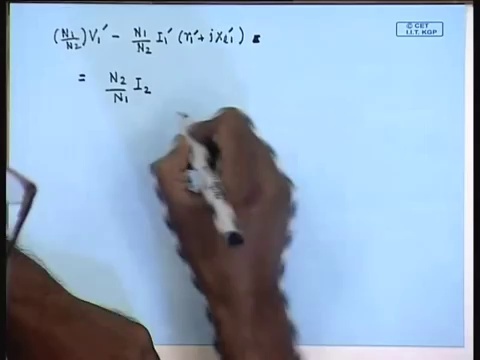 (N1/N2)V1′ − N1/N2 I1′ (r1′ + jxl1′)
= N2/N1 I2
© CET
I.I.T. KGP